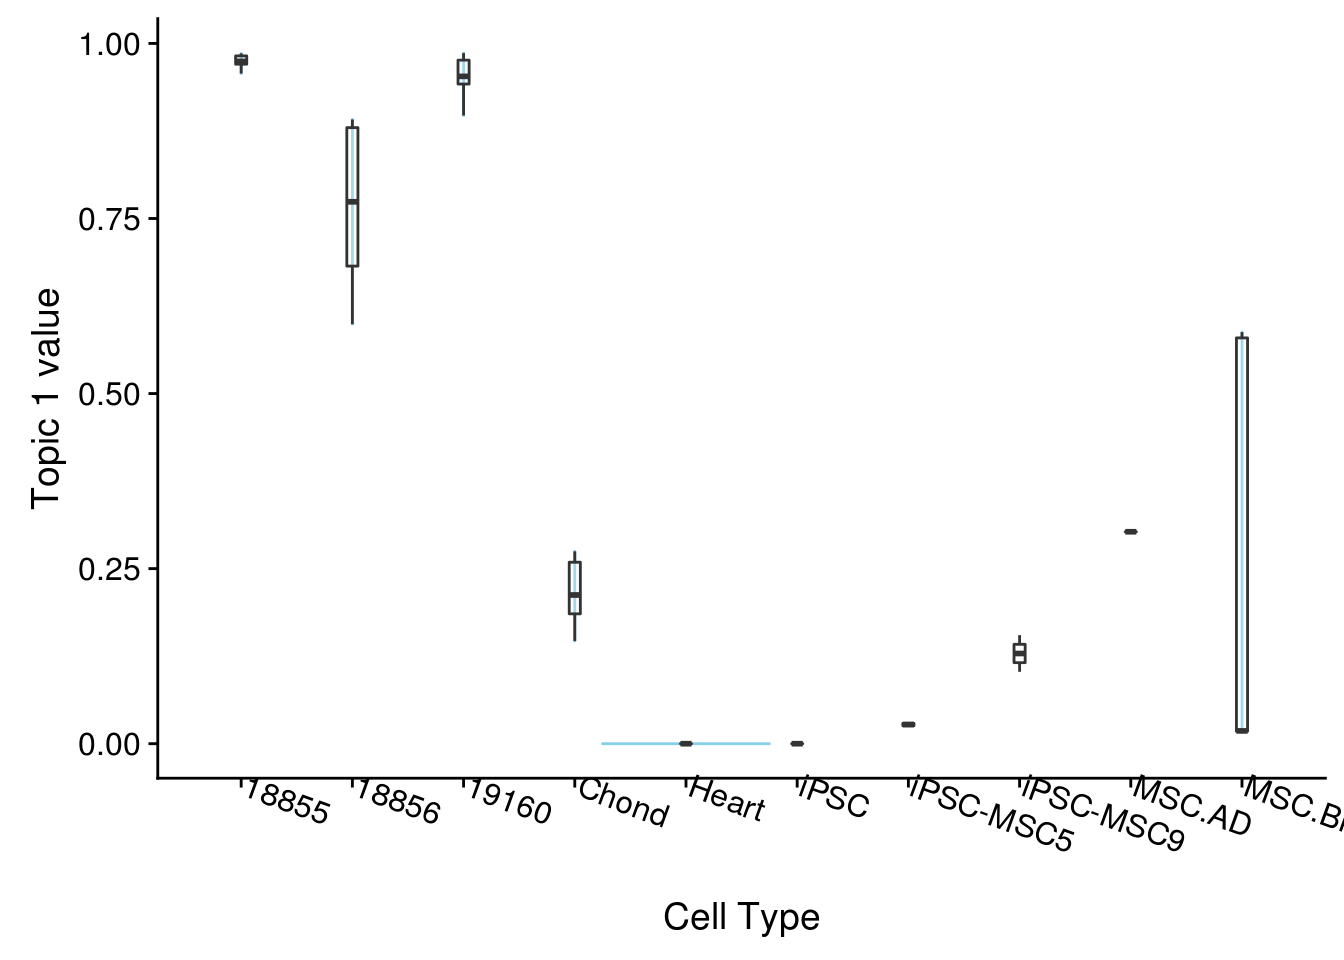 1.00
0.75
0.50
0.25
0.00
Topic 1 value
18855
18856
19160
Chond
Heart
iPSC
iPSC-MSC5
iPSC-MSC9
MSC.AD
Cell Type